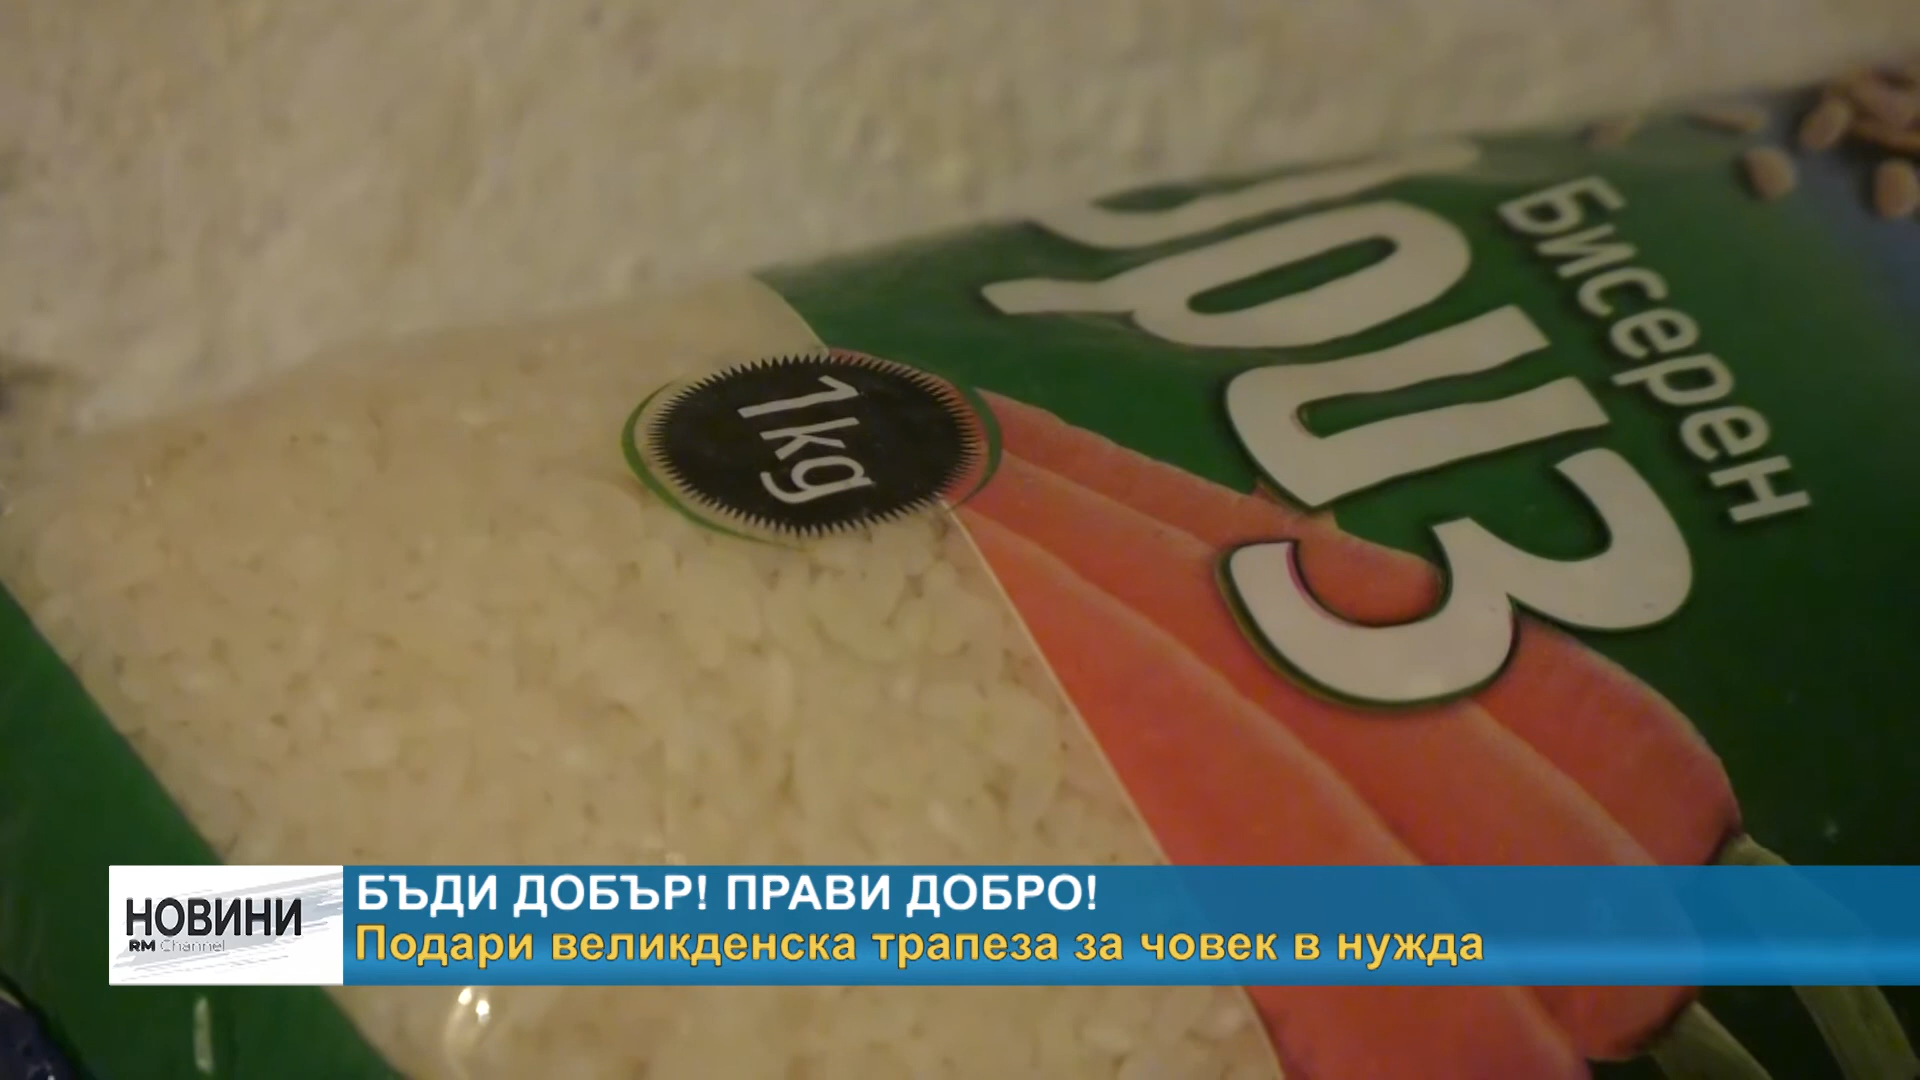 Бисерен
ориз
1kg
НОВИНИ
RM Channel
БЪДИ ДОБЪР! ПРАВИ ДОБРО!
Подари великденска трапеза за човек в нужда